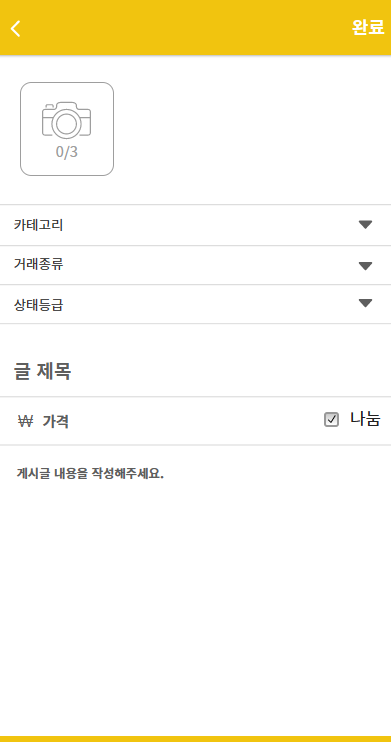 완료
0/3
카테고리
거래종류
상태등급
글 제목
₩ 가격 나눔
게시글 내용을 작성해주세요.